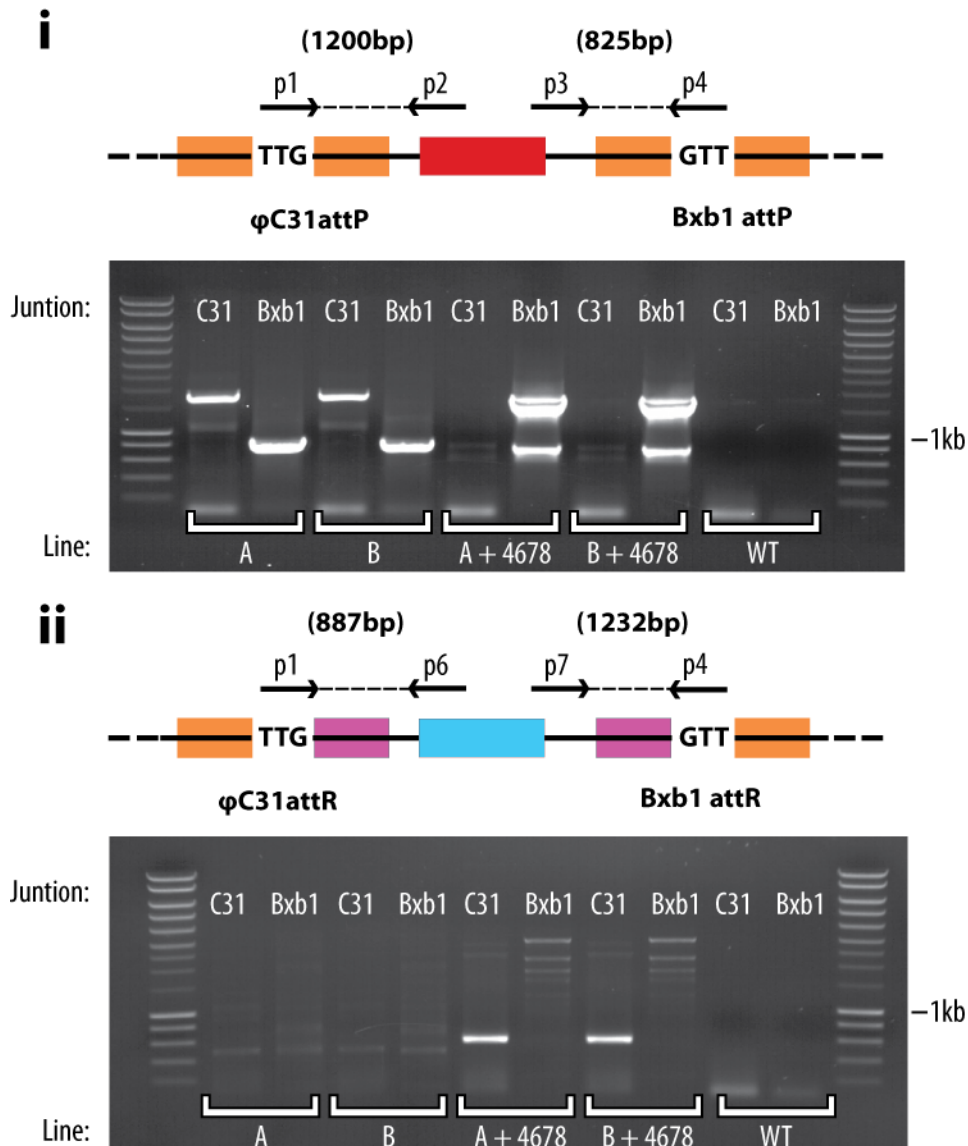 i
(1200bp) (825bp)
p1 p2 p3 p4
TTG GTT
φC31attP Bxb1 attP
Juntion: C31 Bxb1 C31 Bxb1 C31 Bxb1 C31 Bxb1 C31 Bxb1
–1kb
Line: A B A + 4678 B + 4678 WT
ii
(887bp) (1232bp)
p1 p6 p7 p4
TTG GTT
φC31attR Bxb1 attR
Juntion: C31 Bxb1 C31 Bxb1 C31 Bxb1 C31 Bxb1 C31 Bxb1
–1kb
Line: A B A + 4678 B + 4678 WT